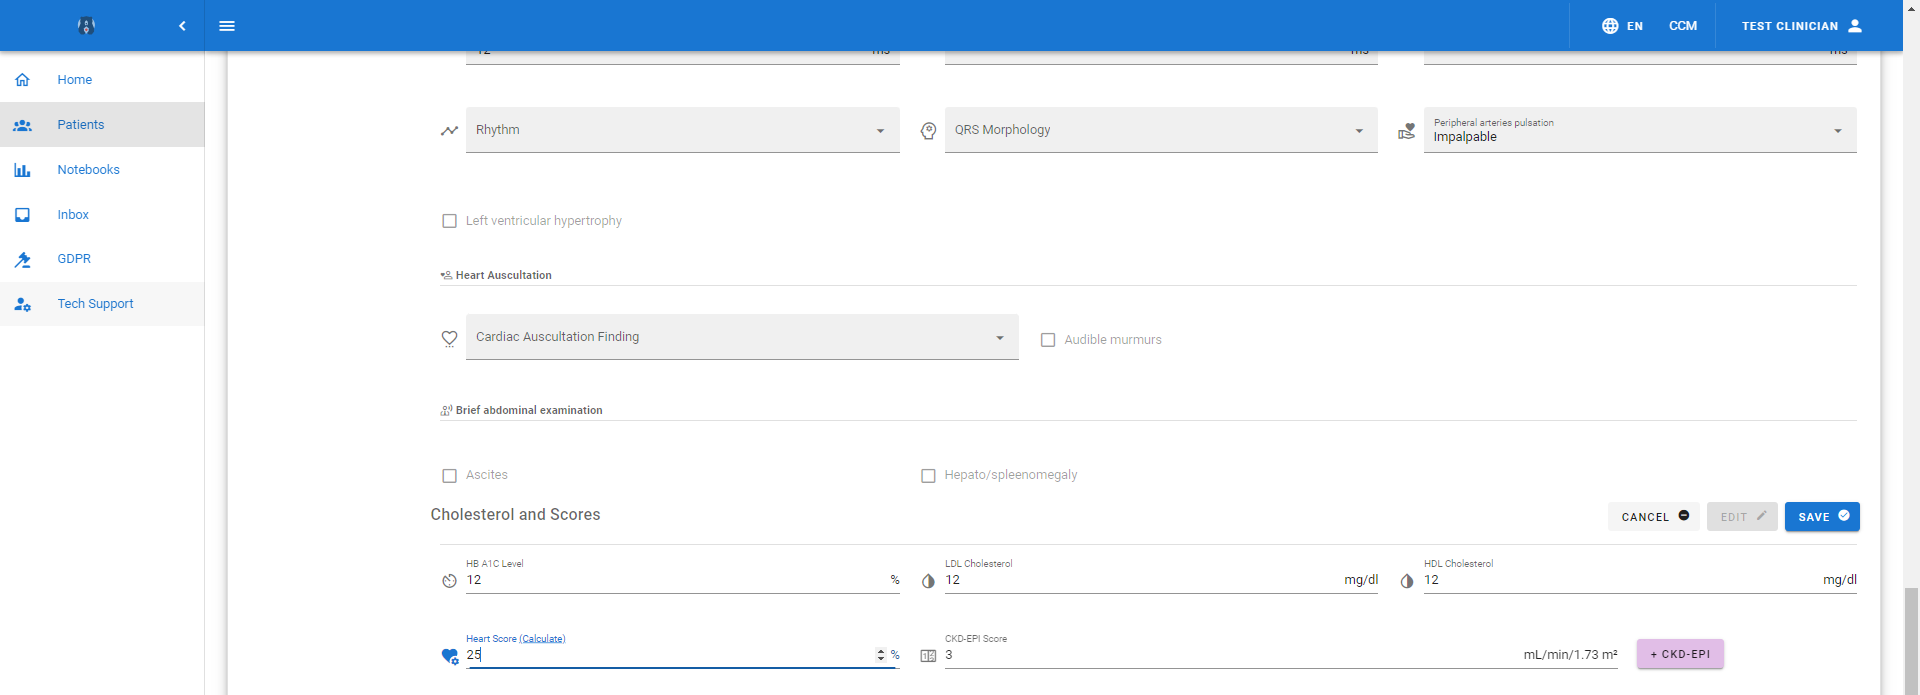 EN CCM TEST CLINICIAN
Home
Patients
Notebooks
Inbox
GDPR
Tech Support
12 ms ms ms
Rhythm
QRS Morphology
Peripheral arteries pulsation
Impalpable
Left ventricular hypertrophy
Heart Auscultation
Cardiac Auscultation Finding
Audible murmurs
Brief abdominal examination
Ascites
Hepato/spleenomegaly
Cholesterol and Scores
CANCEL EDIT SAVE
HB A1C Level
12 %
LDL Cholesterol
12 mg/dl
HDL Cholesterol
12 mg/dl
Heart Score (Calculate)
25 %
CKD-EPI Score
3 mL/min/1.73 m²
+ CKD-EPI